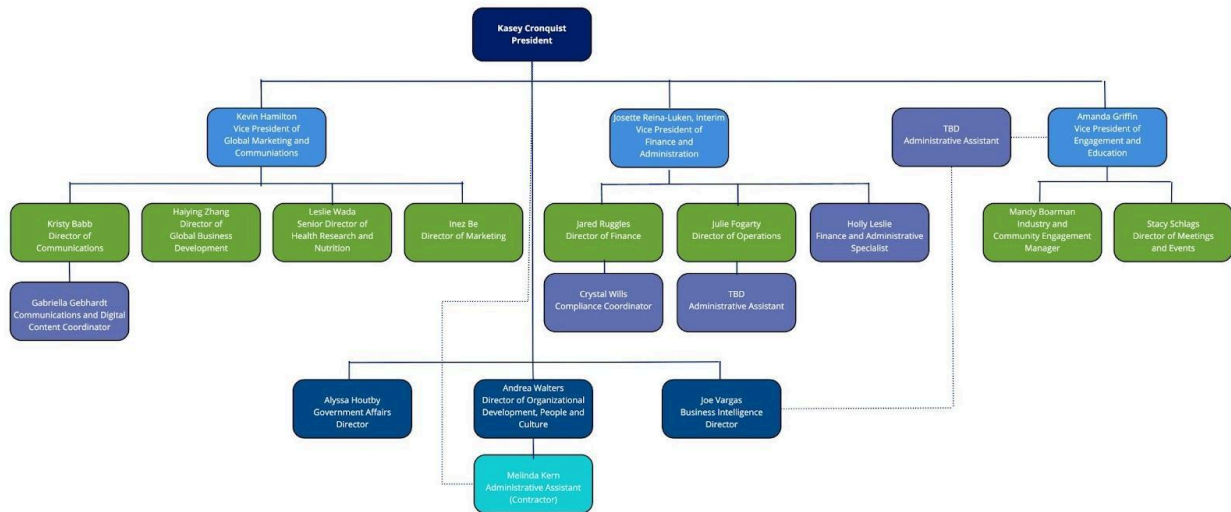 Kasey Cronquist
President
Kevin Hamilton
Vice President of
Global Marketing and
Communiations
Josette Reina-Luken, Interim
Vice President of
Finance and
Administration
TBD
Administrative Assistant
Amanda Griffin
Vice President of
Engagement and
Education
Kristy Babb
Director of
Communications
Haiying Zhang
Director of
Global Business
Development
Leslie Wada
Senior Director of
Health Research and
Nutrition
Inez Be
Director of Marketing
Jared Ruggles
Director of Finance
Julie Fogarty
Director of Operations
Holly Leslie
Finance and Administrative
Specialist
Mandy Boarman
Industry and
Community Engagement
Manager
Stacy Schlags
Director of Meetings
and Events
Gabriella Gebhardt
Communications and Digital
Content Coordinator
Crystal Wills
Compliance Coordinator
TBD
Administrative Assistant
Alyssa Houtby
Government Affairs
Director
Andrea Walters
Director of Organizational
Development, People and
Culture
Joe Vargas
Business Intelligence
Director
Melinda Kern
Administrative Assistant
(Contractor)